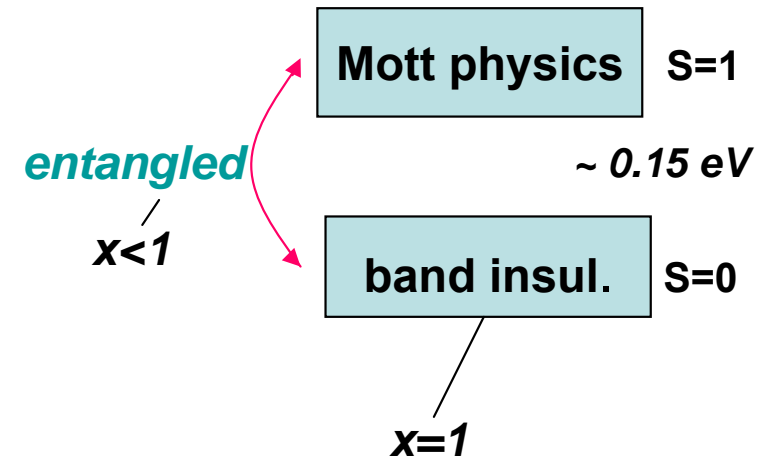 Mott physics S=1
entangled ~ 0.15 eV
x<1
band insul. S=0
x=1